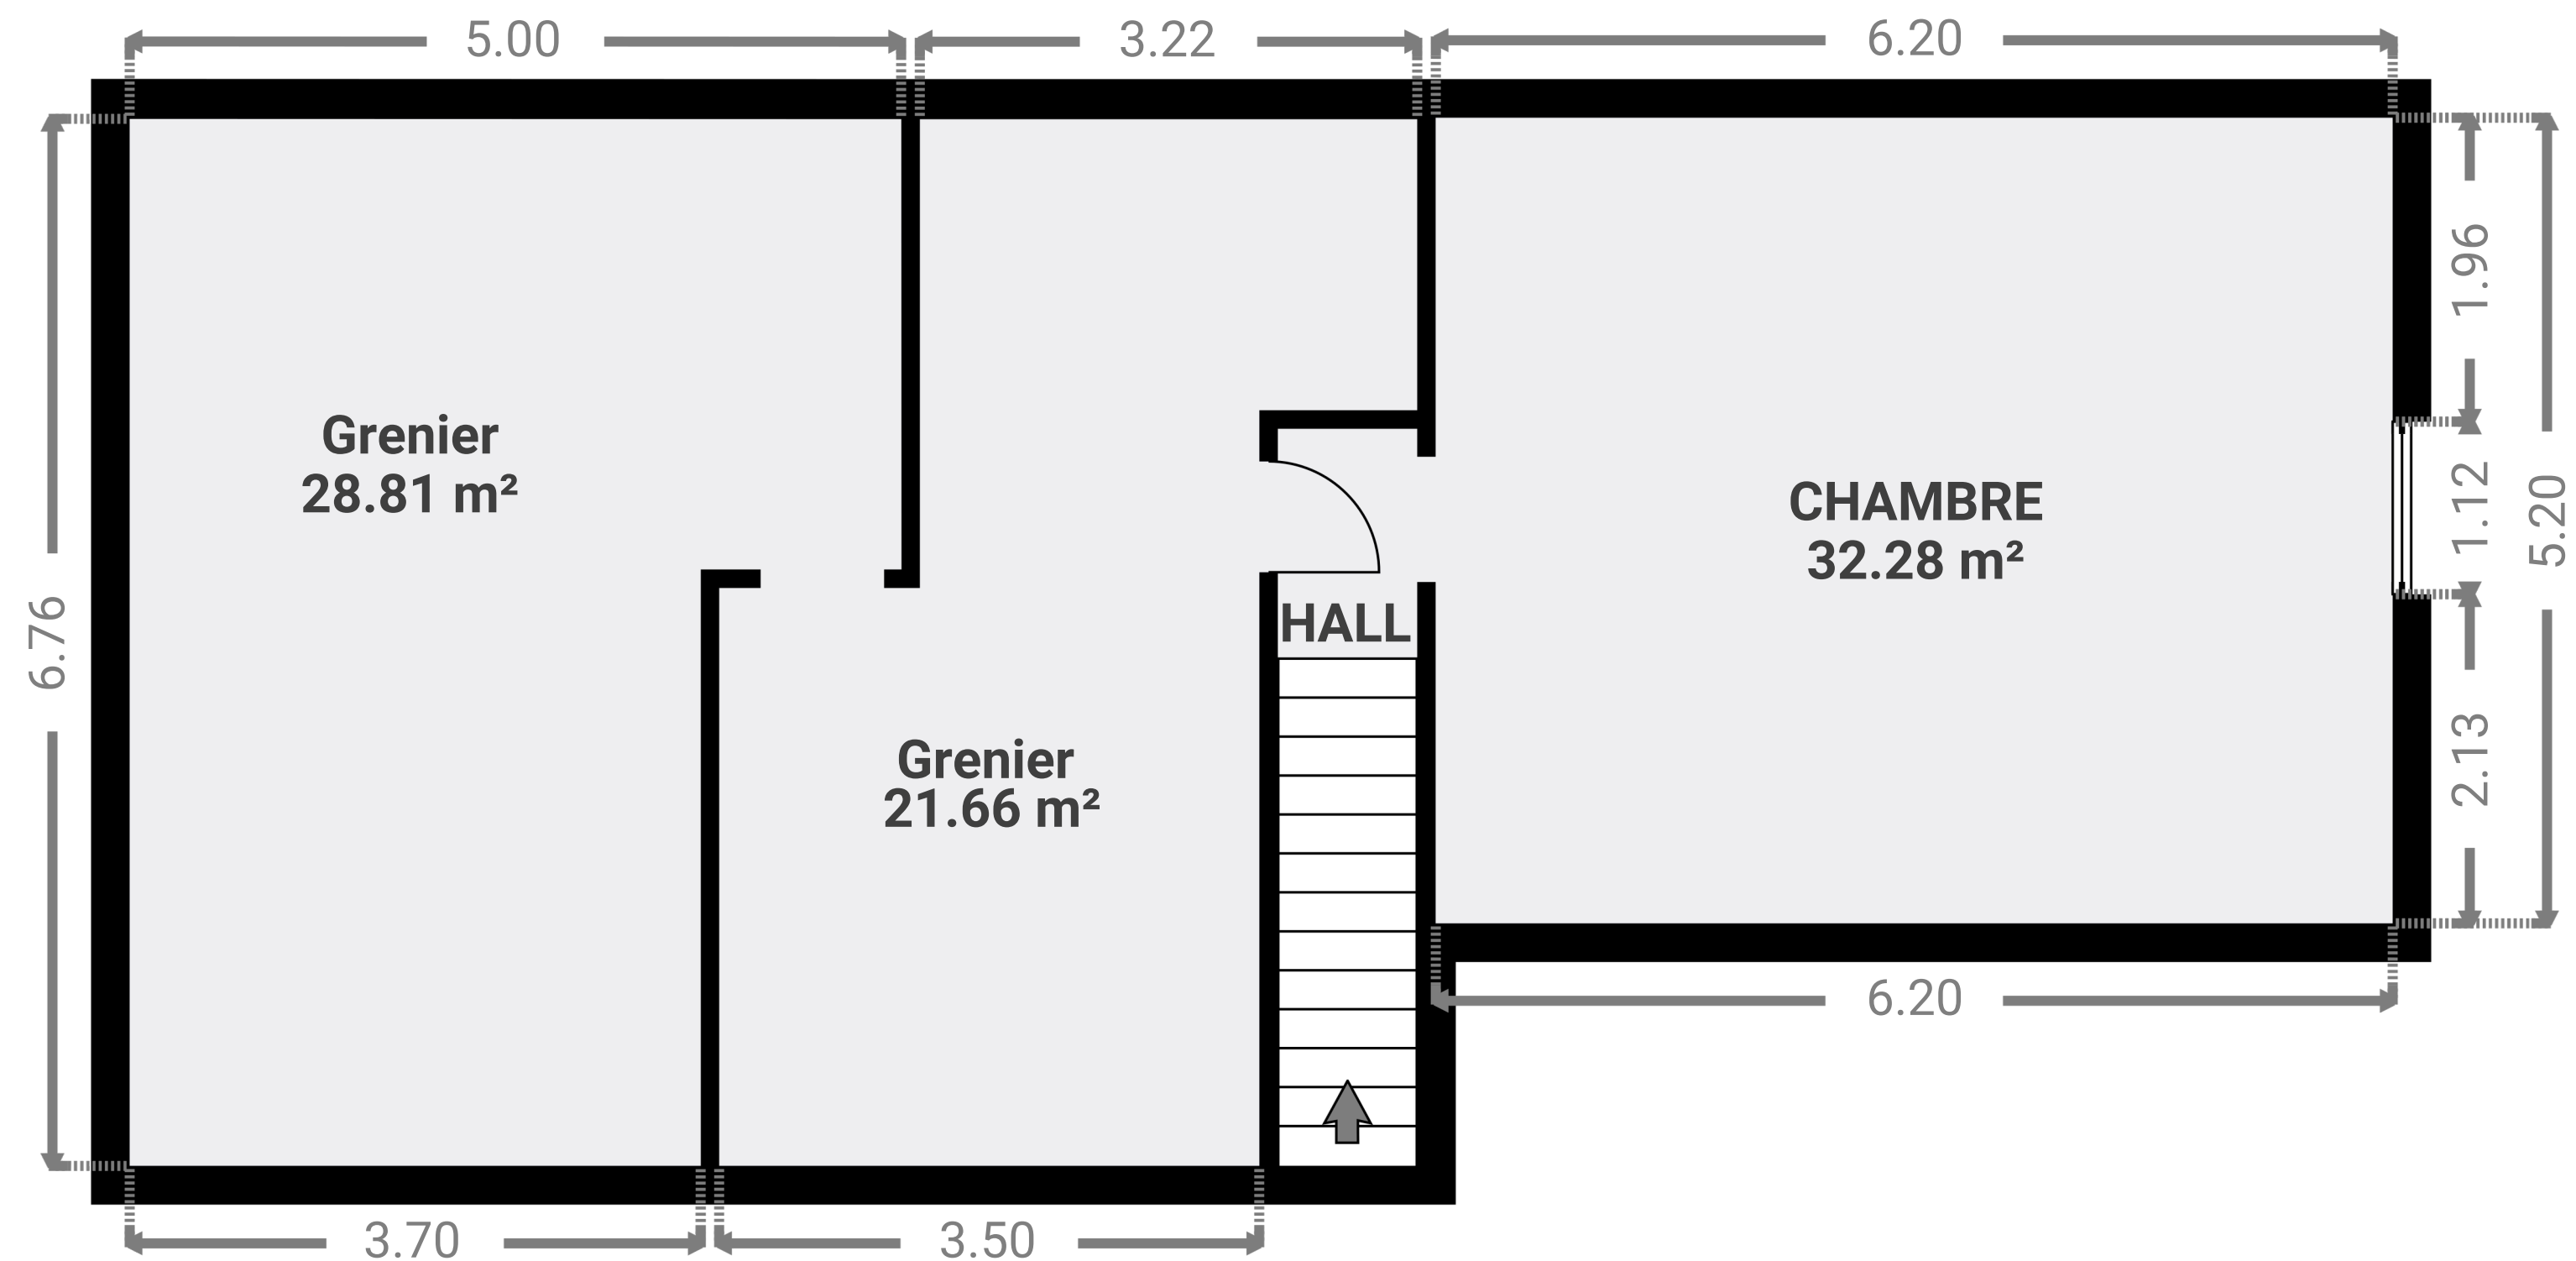 5.00
3.22
6.20
1.96
Grenier
28.81 m²
CHAMBRE
32.28 m²
1.12
5.20
6.76
HALL
Grenier
21.66 m²
2.13
6.20
3.70
3.50